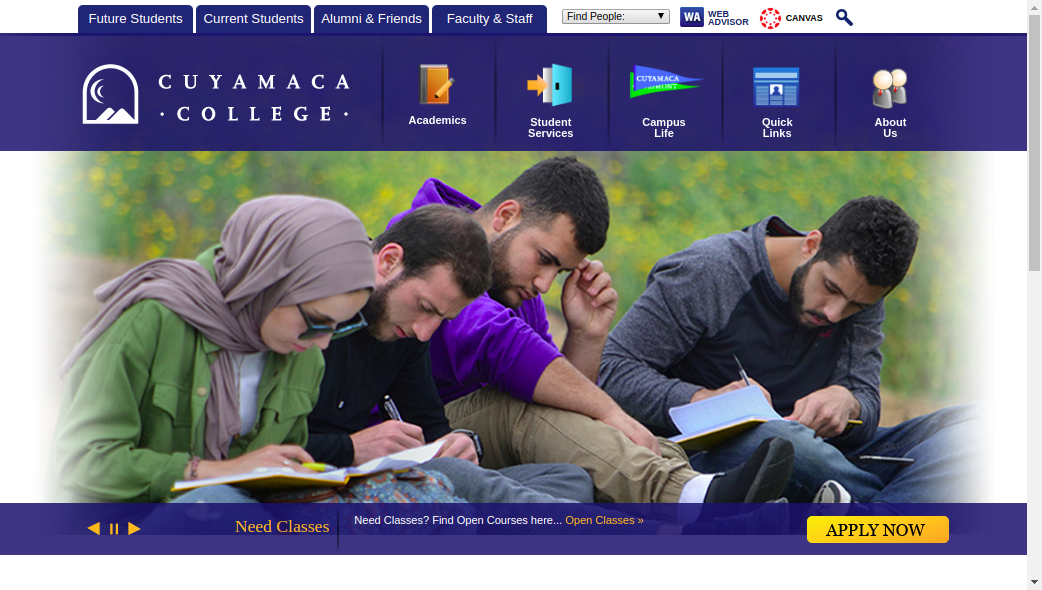 Future Students
Current Students
Alumni & Friends
Faculty & Staff
Find People:
WA WEB
ADVISOR
CANVAS
CUYAMACA
· COLLEGE ·
Academics
Student
Services
CUYAMACA
Campus
Life
Quick
Links
About
Us
Need Classes
Need Classes? Find Open Courses here... Open Classes »
APPLY NOW